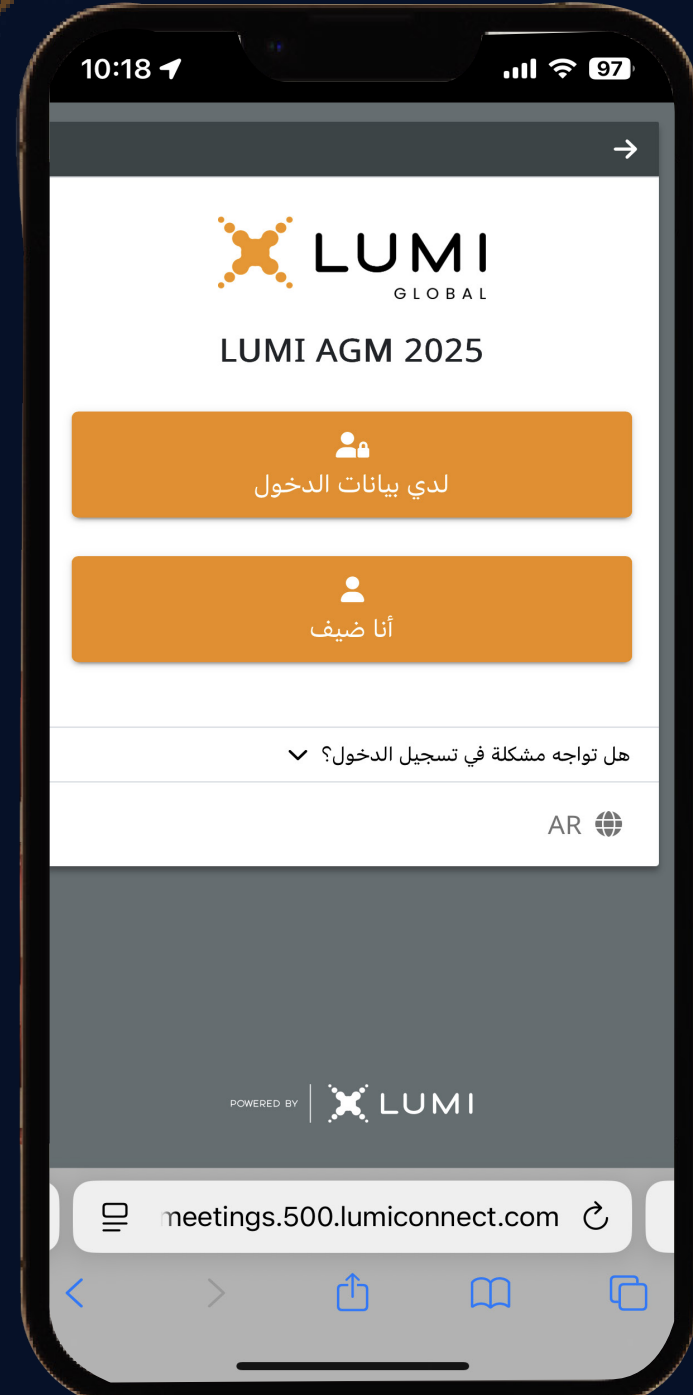 10:18
97
LUMI
GLOBAL
LUMI AGM 2025
لدي بيانات الدخول
أنا ضيف
هل تواجه مشكلة في تسجيل الدخول؟
AR
POWERED BY LUMI
meetings.500.lumiconnect.com